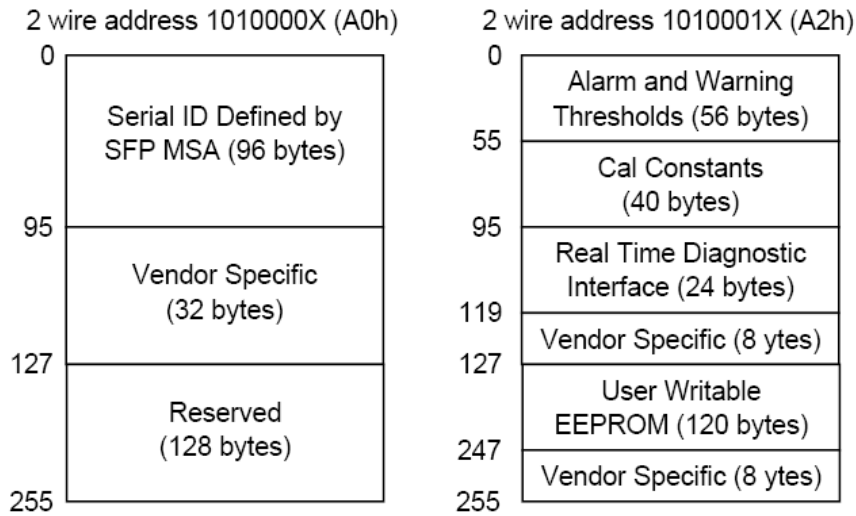 2 wire address 1010000X (A0h)
0
Serial ID Defined by
SFP MSA (96 bytes)
95
Vendor Specific
(32 bytes)
127
Reserved
(128 bytes)
255
2 wire address 1010001X (A2h)
0
Alarm and Warning
Thresholds (56 bytes)
55
Cal Constants
(40 bytes)
95
Real Time Diagnostic
Interface (24 bytes)
119
Vendor Specific (8 ytes)
127
User Writable
EEPROM (120 bytes)
247
Vendor Specific (8 ytes)
255